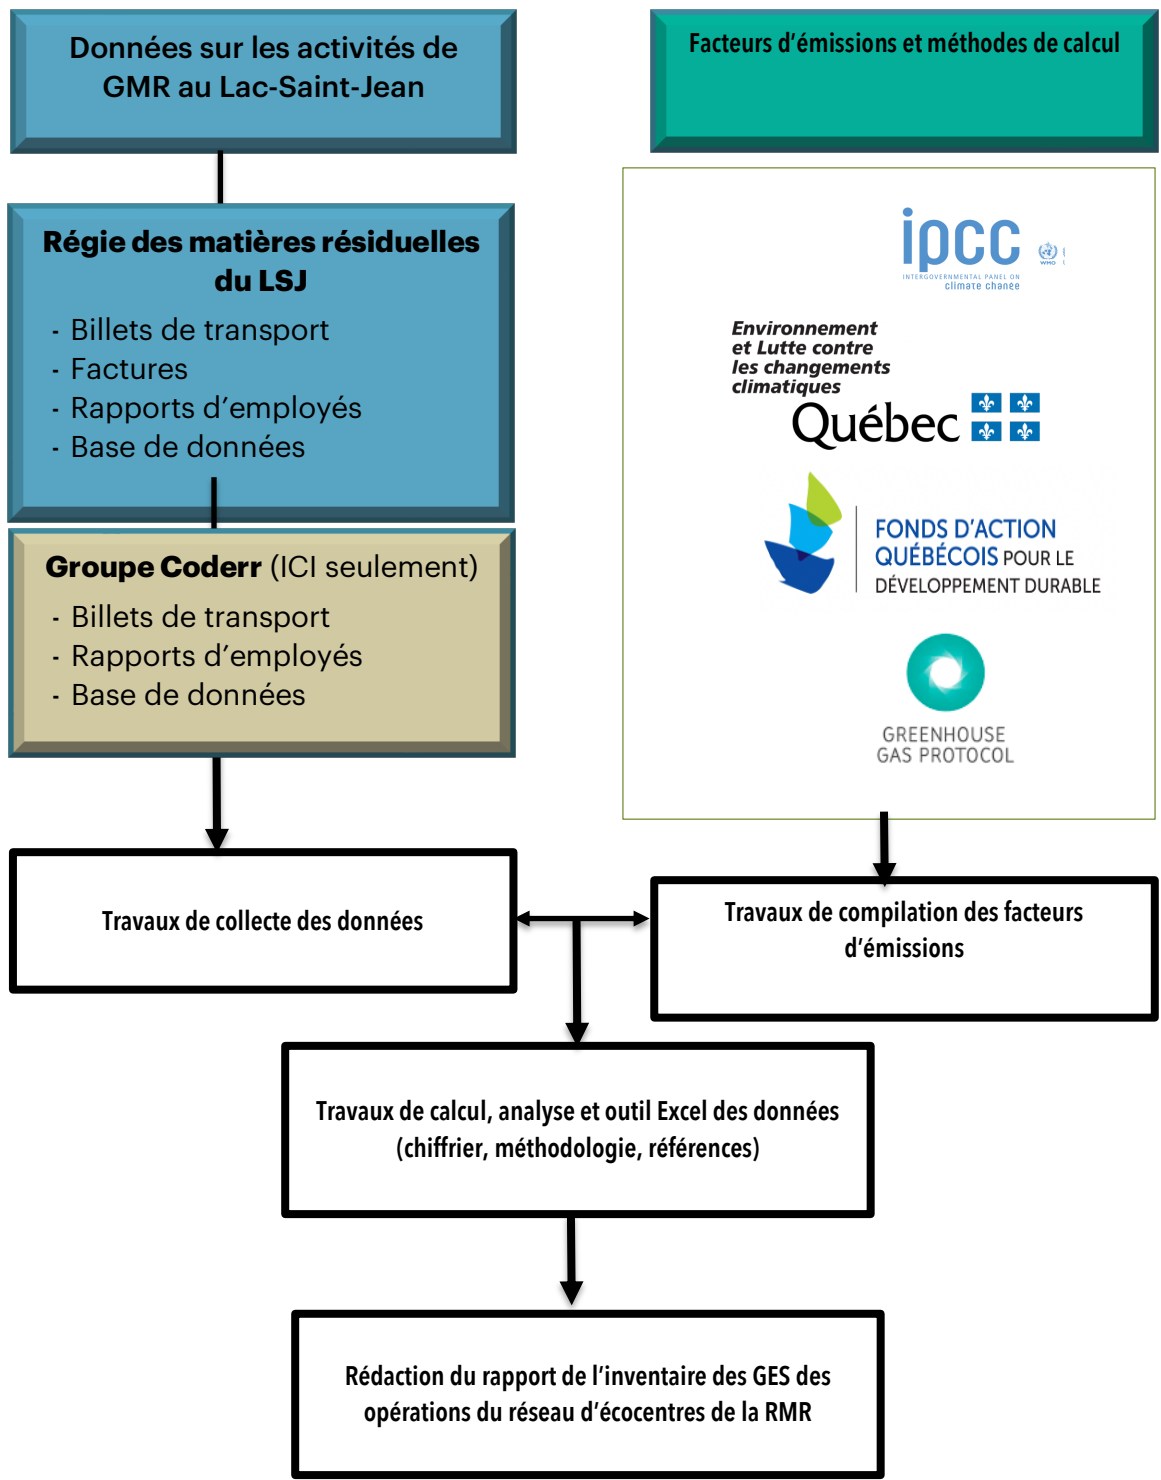 Données sur les activités de
GMR au Lac-Saint-Jean
Régie des matières résiduelles
du LSJ
- Billets de transport
- Factures
- Rapports d’employés
- Base de données
Groupe Coderr (ICI seulement)
- Billets de transport
- Rapports d’employés
- Base de données
Facteurs d’émissions et méthodes de calcul
ipcc
INTERGOVERNMENTAL PANEL ON
climate change
WMO
Environnement
et Lutte contre
les changements
climatiques
Québec
FONDS D’ACTION
QUÉBÉCOIS POUR LE
DÉVELOPPEMENT DURABLE
GREENHOUSE
GAS PROTOCOL
Travaux de collecte des données
Travaux de compilation des facteurs
d’émissions
Travaux de calcul, analyse et outil Excel des données
(chiffrier, méthodologie, références)
Rédaction du rapport de l’inventaire des GES des
opérations du réseau d’écocentres de la RMR